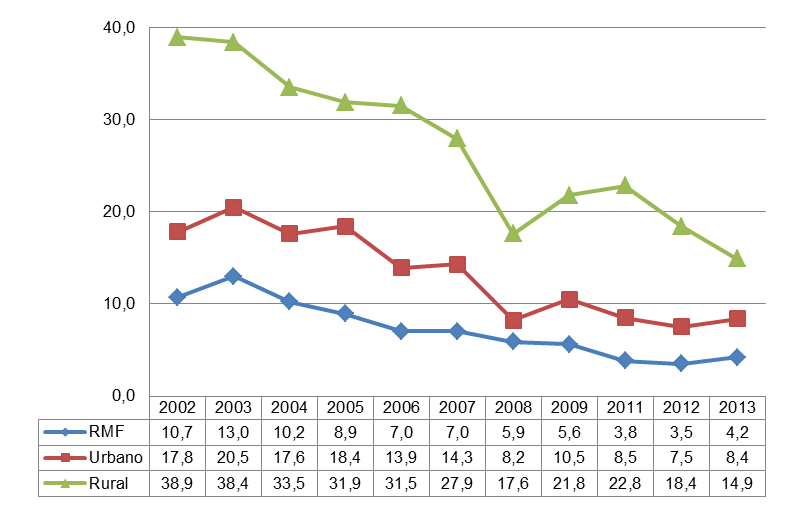 40,0
30,0
20,0
10,0
0,0
2002 2003 2004 2005 2006 2007 2008 2009 2011 2012 2013
RMF 10,7 13,0 10,2 8,9 7,0 7,0 5,9 5,6 3,8 3,5 4,2
Urbano 17,8 20,5 17,6 18,4 13,9 14,3 8,2 10,5 8,5 7,5 8,4
Rural 38,9 38,4 33,5 31,9 31,5 27,9 17,6 21,8 22,8 18,4 14,9